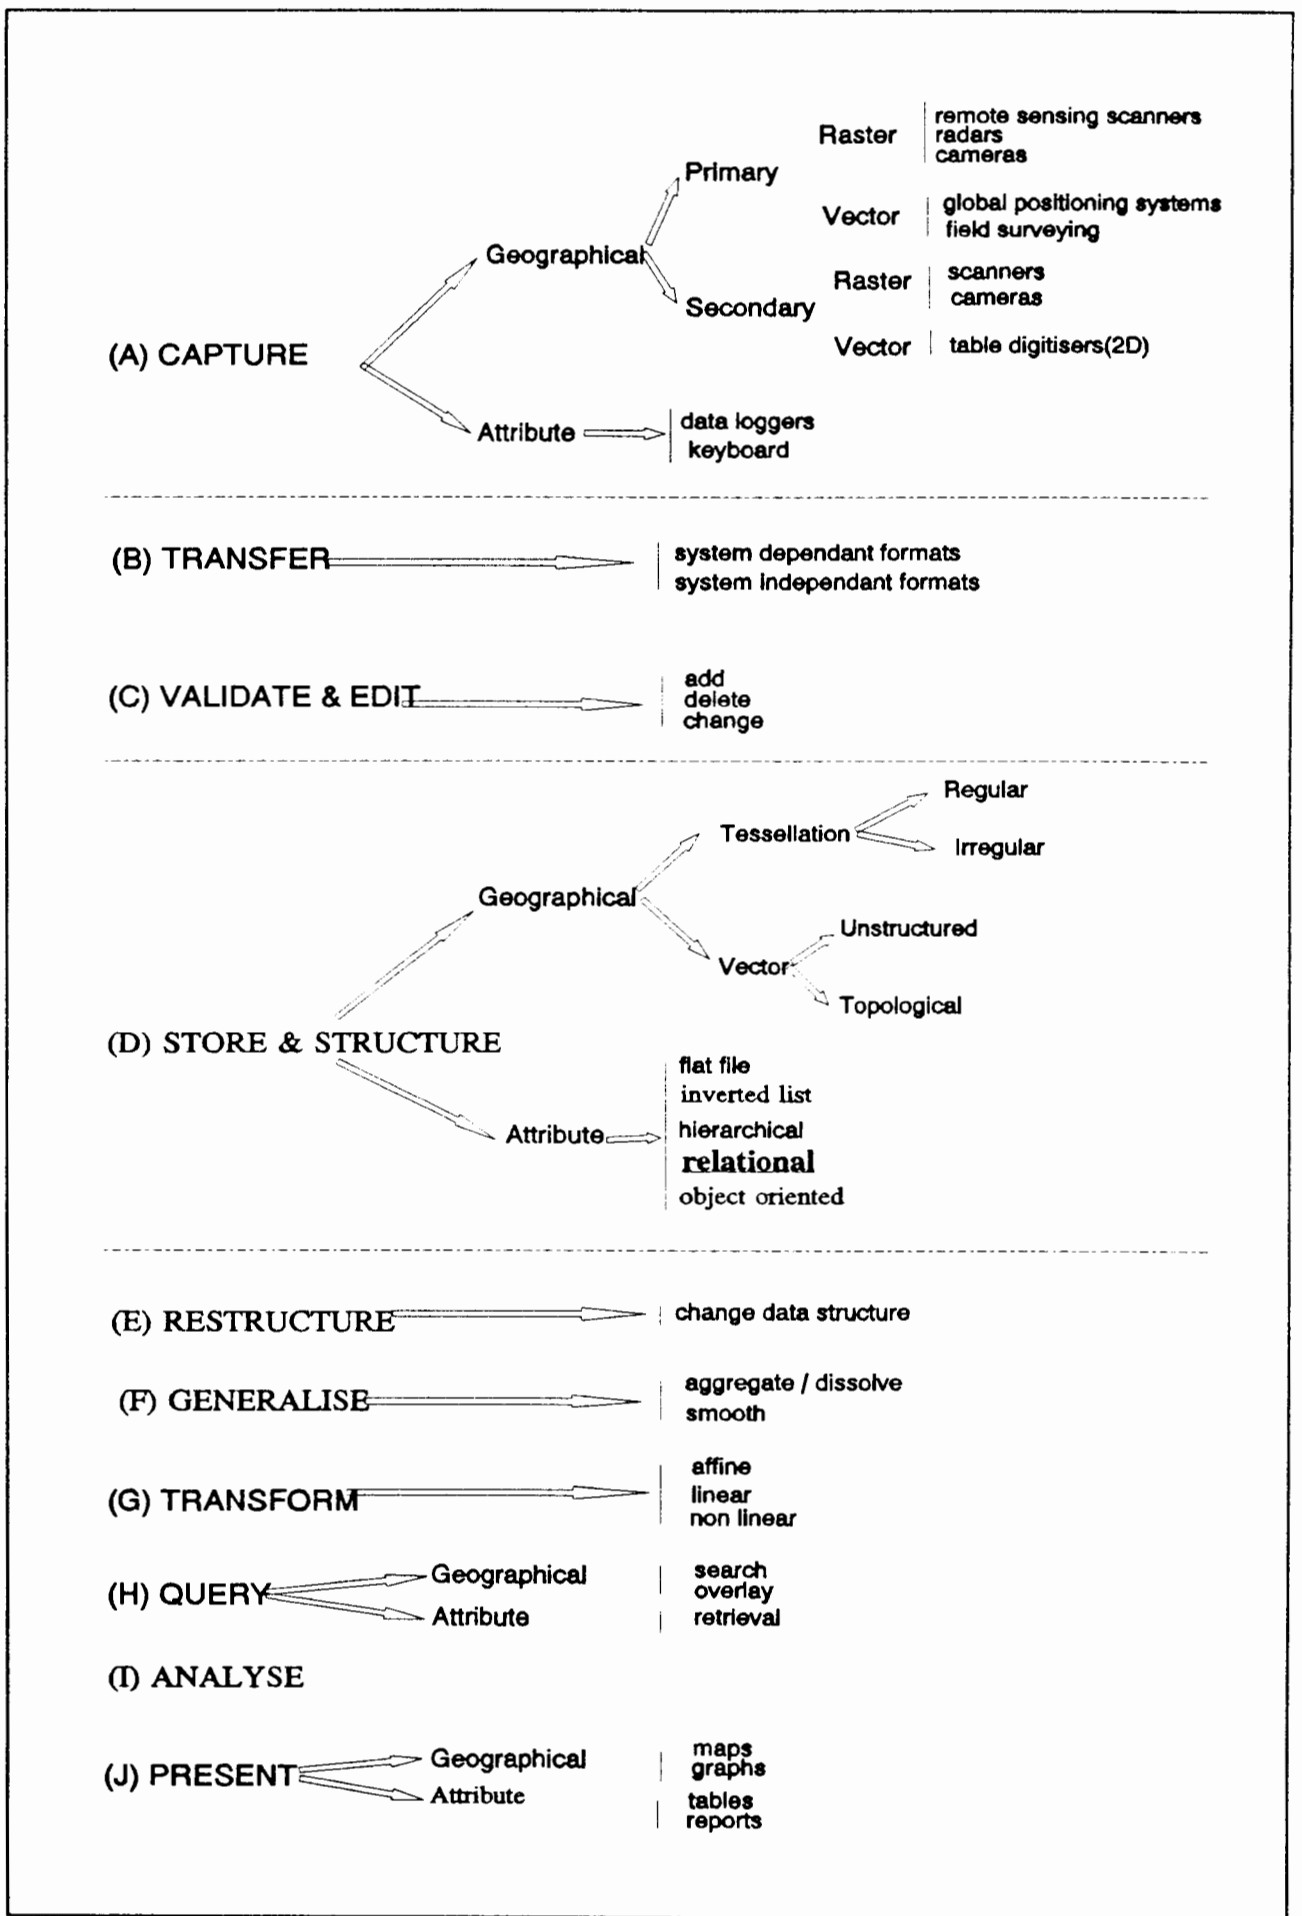 Raster
remote sensing scanners
radars
cameras
Primary
Vector
global positioning systems
field surveying
Geographical
Raster
scanners
cameras
Secondary
Vector
table digitisers(2D)
(A) CAPTURE
Attribute
data loggers
keyboard
(B) TRANSFER
system dependant formats
system independant formats
(C) VALIDATE & EDIT
add
delete
change
Regular
Tessellation
Irregular
Geographical
Unstructured
Vector
Topological
(D) STORE & STRUCTURE
flat file
inverted list
Attribute
hierarchical
relational
object oriented
(E) RESTRUCTURE
change data structure
(F) GENERALISE
aggregate / dissolve
smooth
(G) TRANSFORM
affine
linear
non linear
(H) QUERY
Geographical
search
overlay
Attribute
retrieval
(I) ANALYSE
(J) PRESENT
Geographical
maps
graphs
Attribute
tables
reports